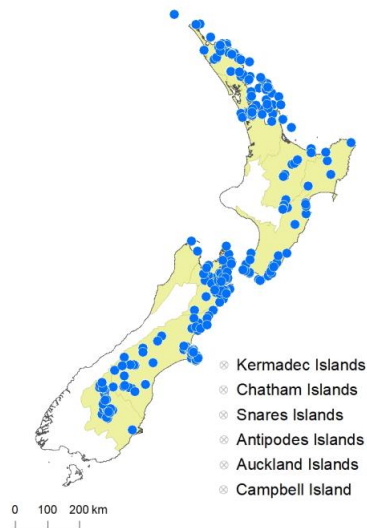 Kermadec Islands
Chatham Islands
Snares Islands
Antipodes Islands
Auckland Islands
Campbell Island
0 100 200 km